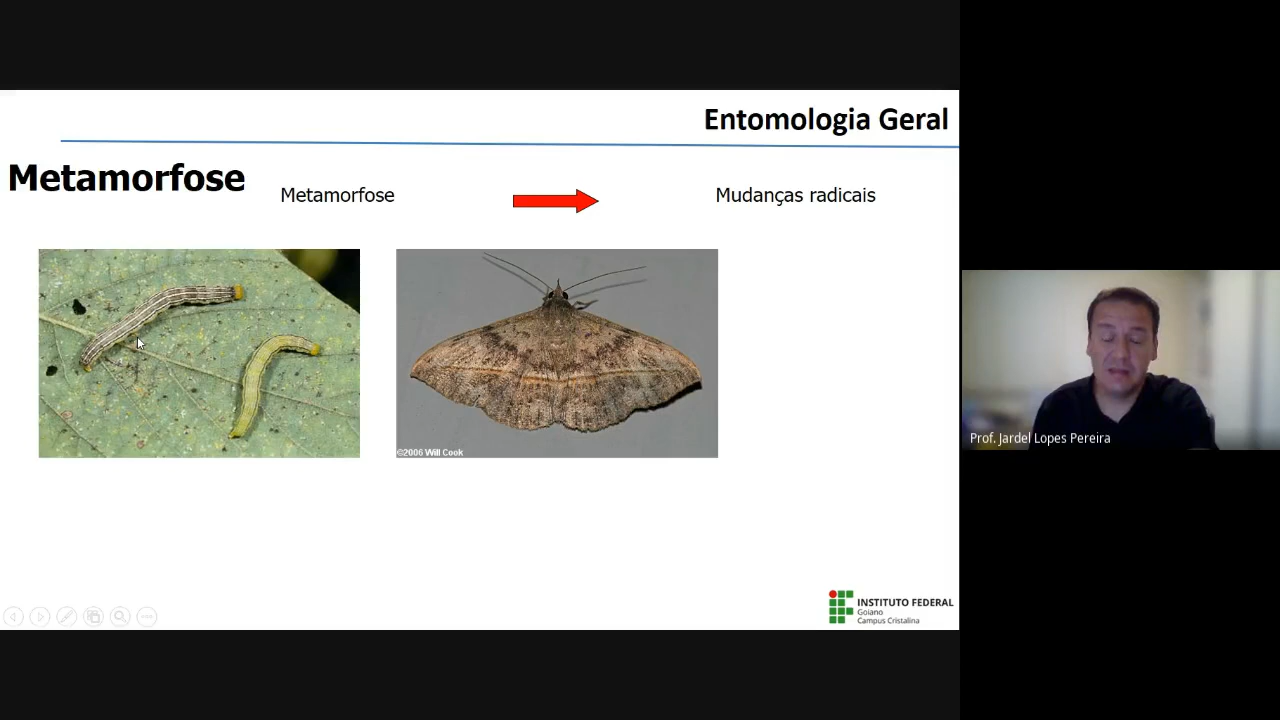 Entomologia Geral
Metamorfose
Metamorfose
Mudanças radicais
©2006 Will Cook
Prof. Jardel Lopes Pereira
INSTITUTO FEDERAL
Goiano
Campus Cristalina